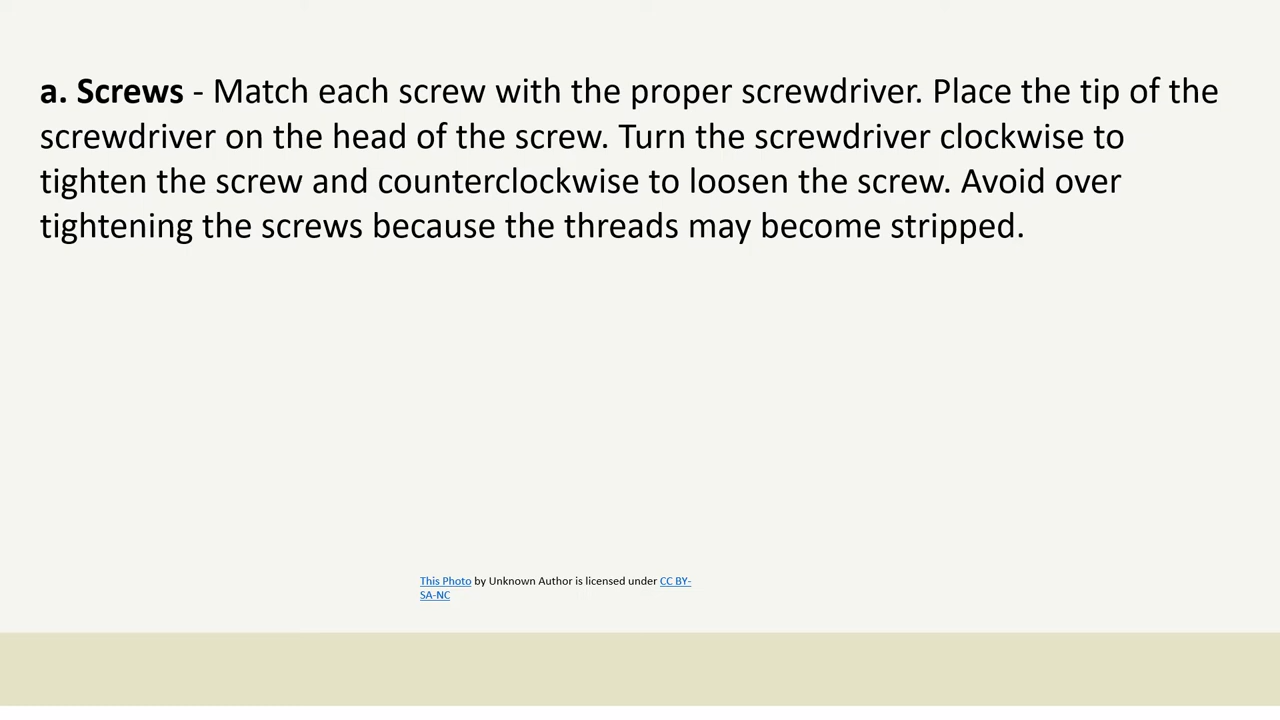 a. Screws - Match each screw with the proper screwdriver. Place the tip of the
screwdriver on the head of the screw. Turn the screwdriver clockwise to
tighten the screw and counterclockwise to loosen the screw. Avoid over
tightening the screws because the threads may become stripped.
This Photo by Unknown Author is licensed under CC BY-
SA-NC